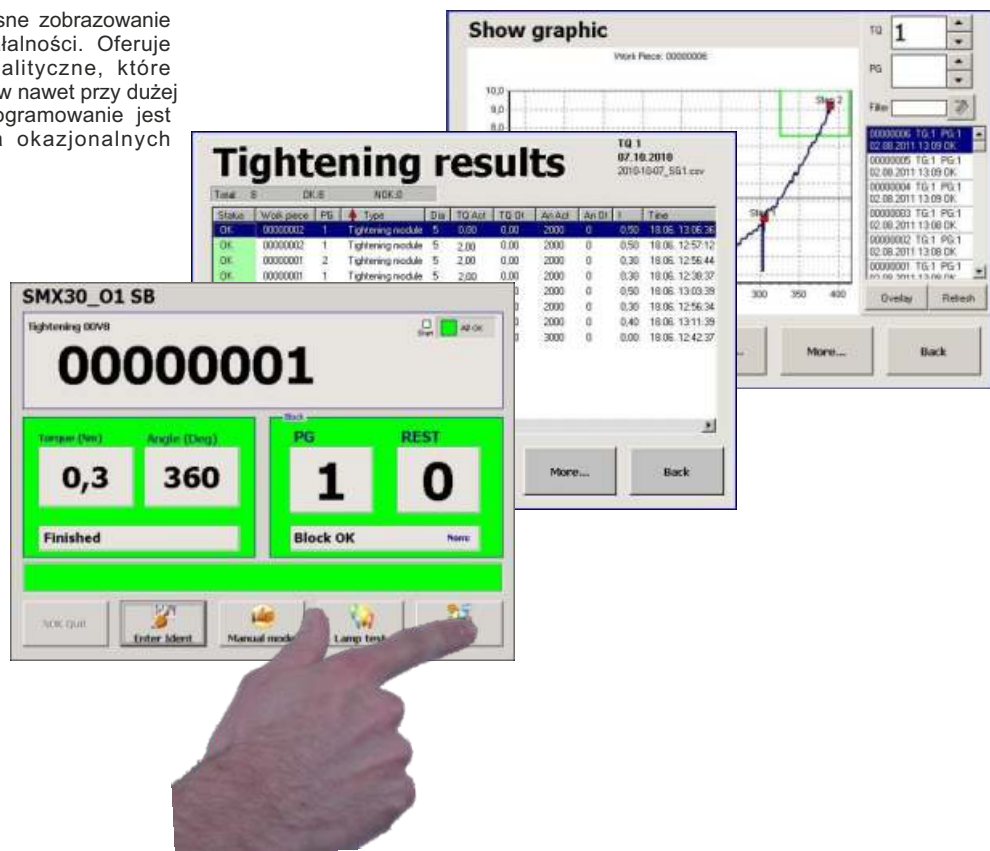 sne zobrazowanie
łalności. Oferuje
alityczne, które
w nawet przy dużej
ogramowanie jest
okazjonalnych
Show graphic
Work Piece: 00000006
10,0
9,0
8,0
Step 2
300 350 400
TQ 1
PG
Filter
00000006 TG:1 PG:1
02.08.2011 13:09 OK
00000005 TG:1 PG:1
02.08.2011 13:09 OK
00000004 TG:1 PG:1
02.08.2011 13:09 OK
00000003 TG:1 PG:1
02.08.2011 13:08 OK
00000002 TG:1 PG:1
02.08.2011 13:08 OK
00000001 TG:1 PG:1
Overlay Refresh
More... Back
Tightening results
TQ 1
07.10.2010
Total: 8 OK:8 NOK:0
Status Work piece PG Type Dia TQ Act TQ Dt An Act An Dt I Time
OK 00000002 1 Tightening module 5 0,00 0,00 2000 0 0,50 18.06. 13:06:36
OK 00000002 1 Tightening module 5 2,00 0,00 2000 0 0,50 18.06. 12:57:12
OK 00000001 2 Tightening module 5 2,00 0,00 2000 0 0,30 18.06. 12:56:44
OK 00000001 1 Tightening module 5 2,00 0,00 2000 0 0,30 18.06. 12:38:37
2000 0 0,50 18.06. 13:03:39
2000 0 0,30 18.06. 12:56:34
2000 0 0,40 18.06. 13:11:39
3000 0 0,00 18.06. 12:42:37
More... Back
SMX30_01 SB
Tightening
Start All OK
00000001
Torque (Nm) Angle (Deg)
0,3 360
Finished
Block
PG REST
1 0
Block OK None
NOK Quit
Enter Ident
Manual mode
Lamp test